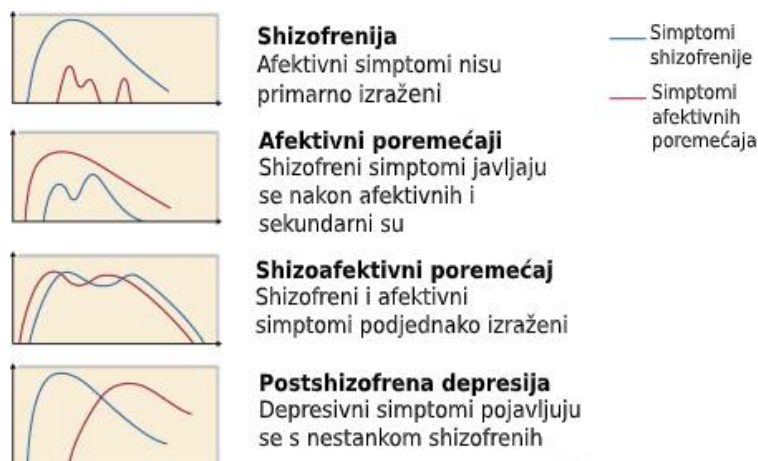 Shizofrenija
Afektivni simptomi nisu
primarno izraženi
Afektivni poremećaji
Shizofreni simptomi javljaju
se nakon afektivnih i
sekundarni su
Shizoafektivni poremećaj
Shizofreni i afektivni
simptomi podjednako izraženi
Postshizofrena depresija
Depresivni simptomi pojavljuju
se s nestankom shizofrenih
Simptomi
shizofrenije
Simptomi
afektivnih
poremećaja